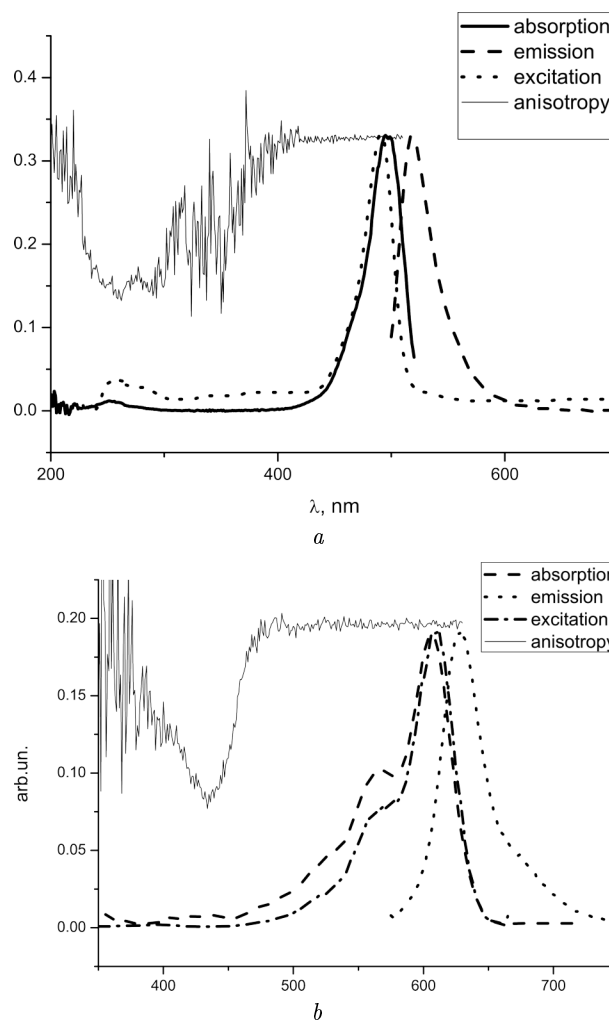 absorption
emission
excitation
anisotropy
0.4
0.3
0.2
0.1
0.0
200 400 600
λ, nm
a
absorption
emission
excitation
anisotropy
0.20
0.15
0.10
0.05
0.00
arb.un.
400 500 600 700
b